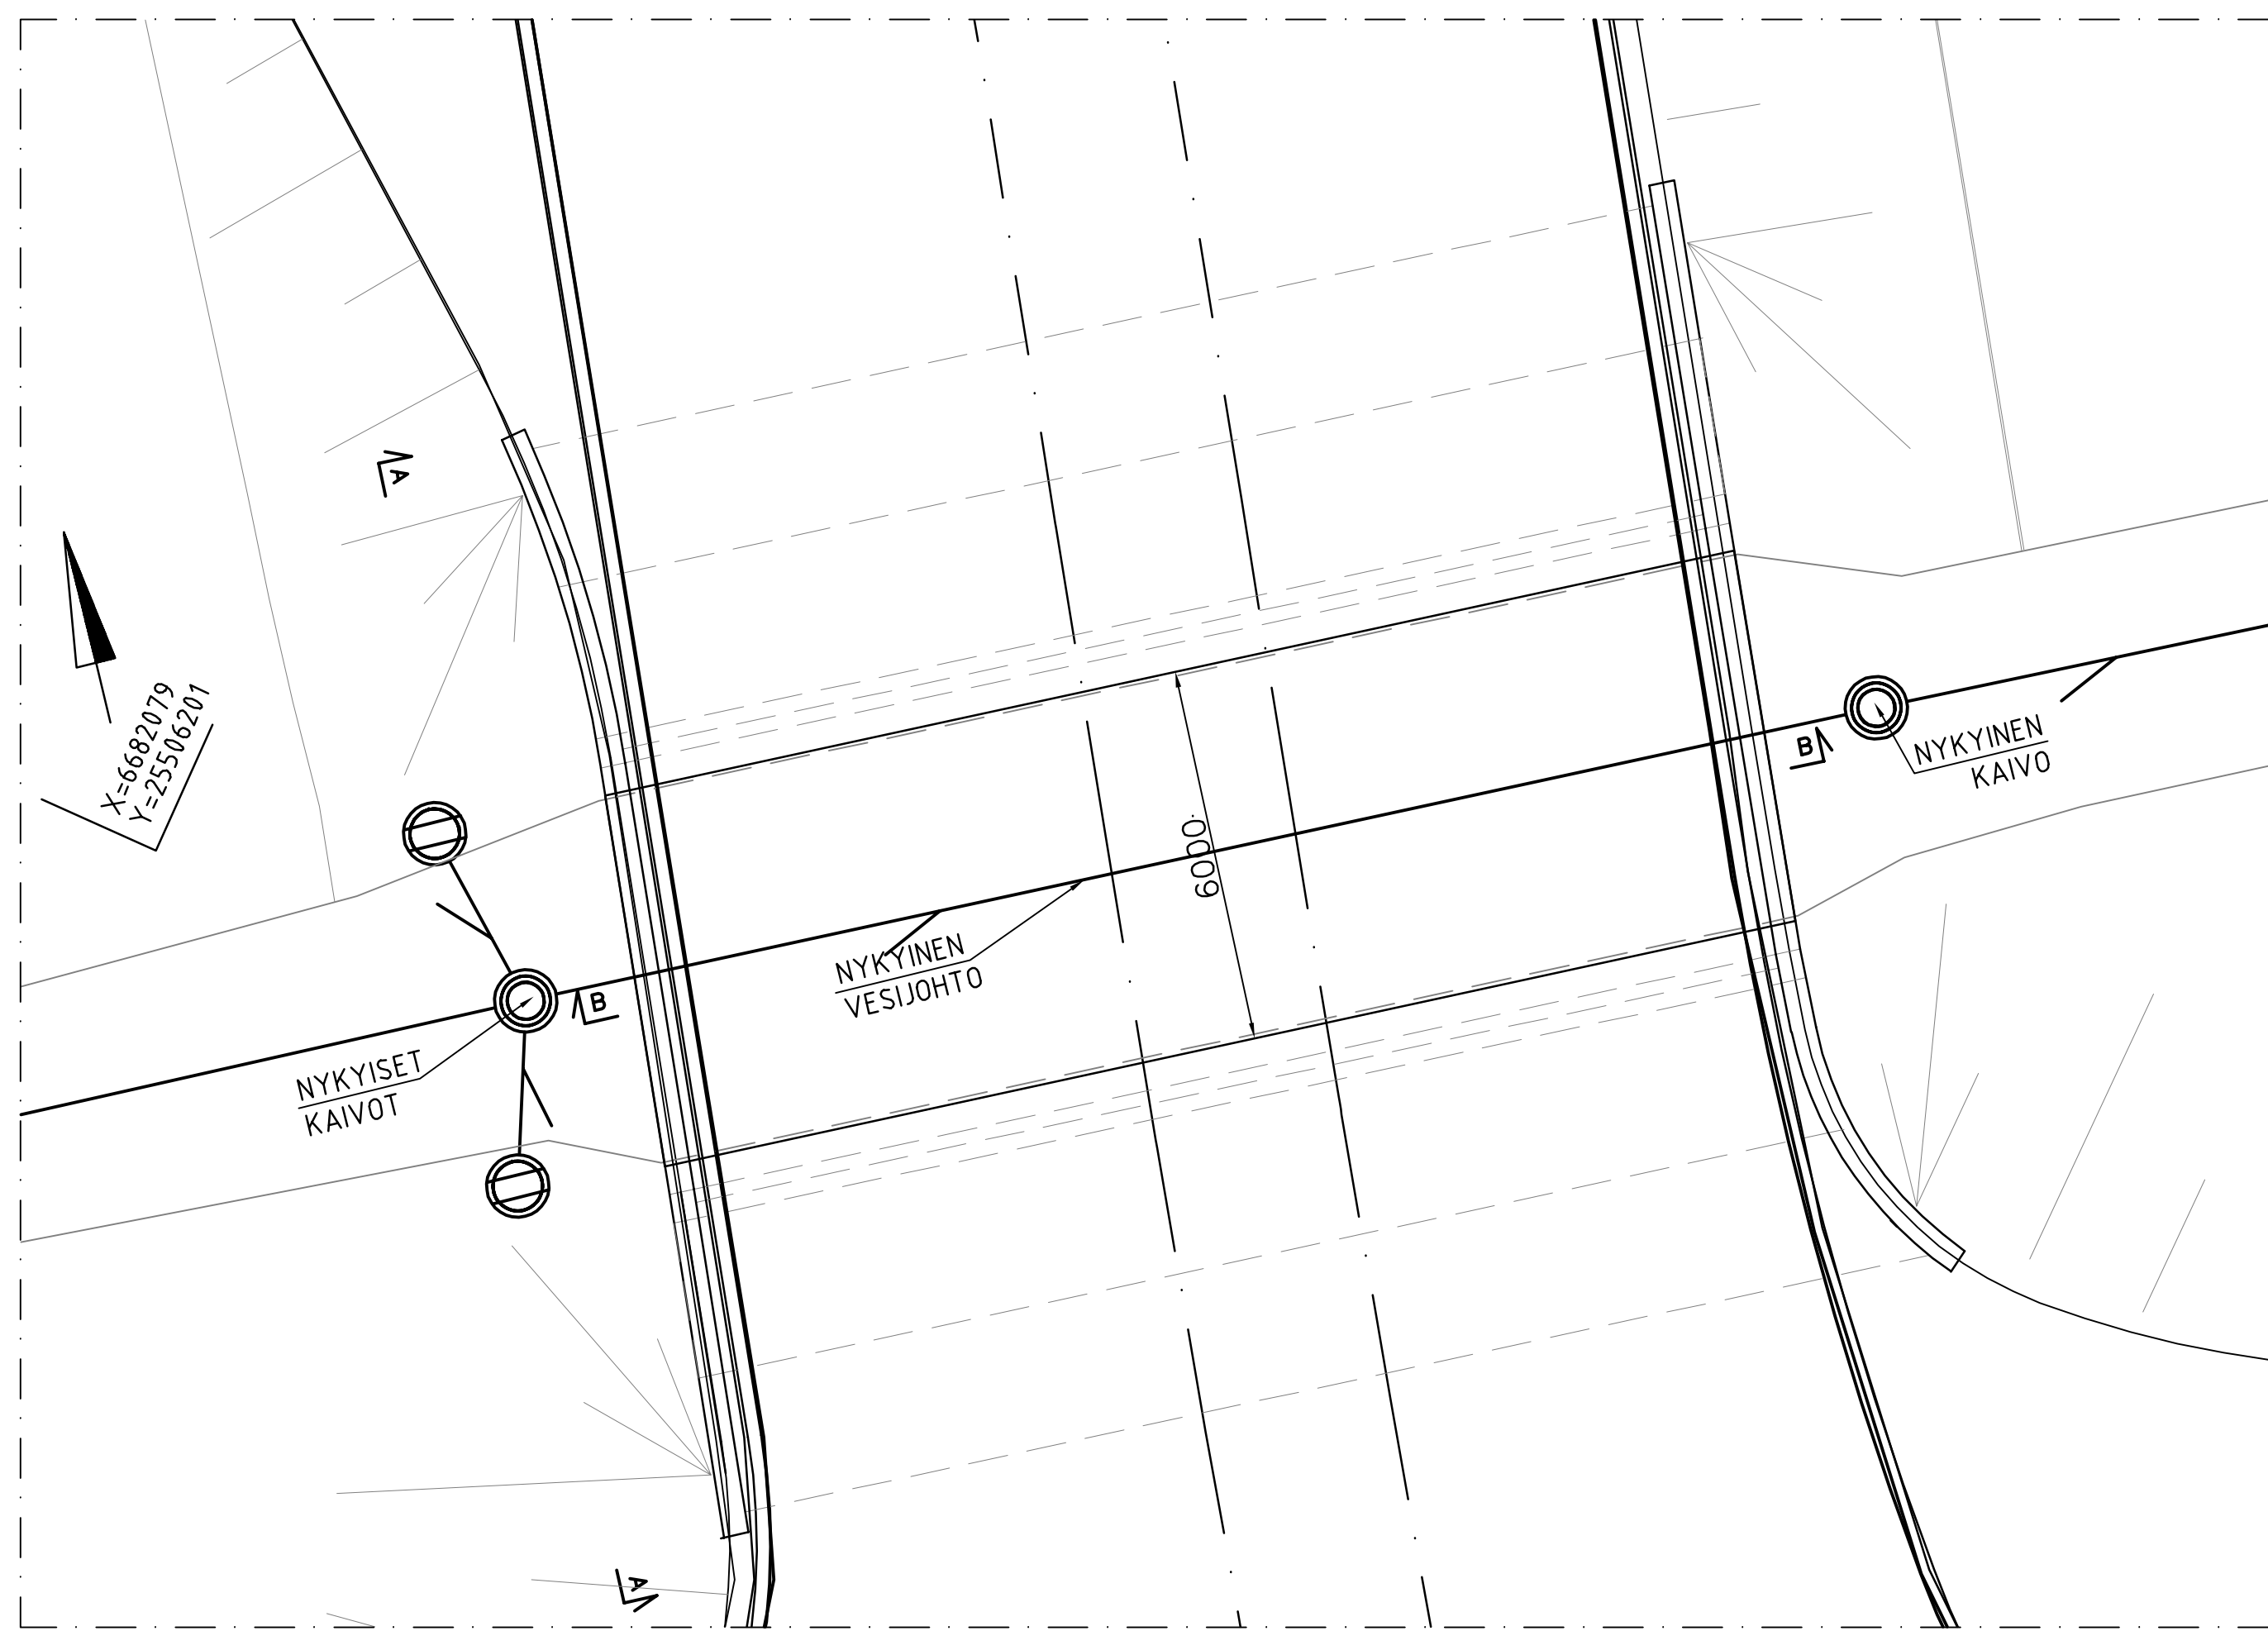 A
X=6682079
Y=25506201
B
NYKYINEN
KAIVO
6000
NYKYINEN
VESIJOHTO
B
NYKYISET
KAIVOT
A